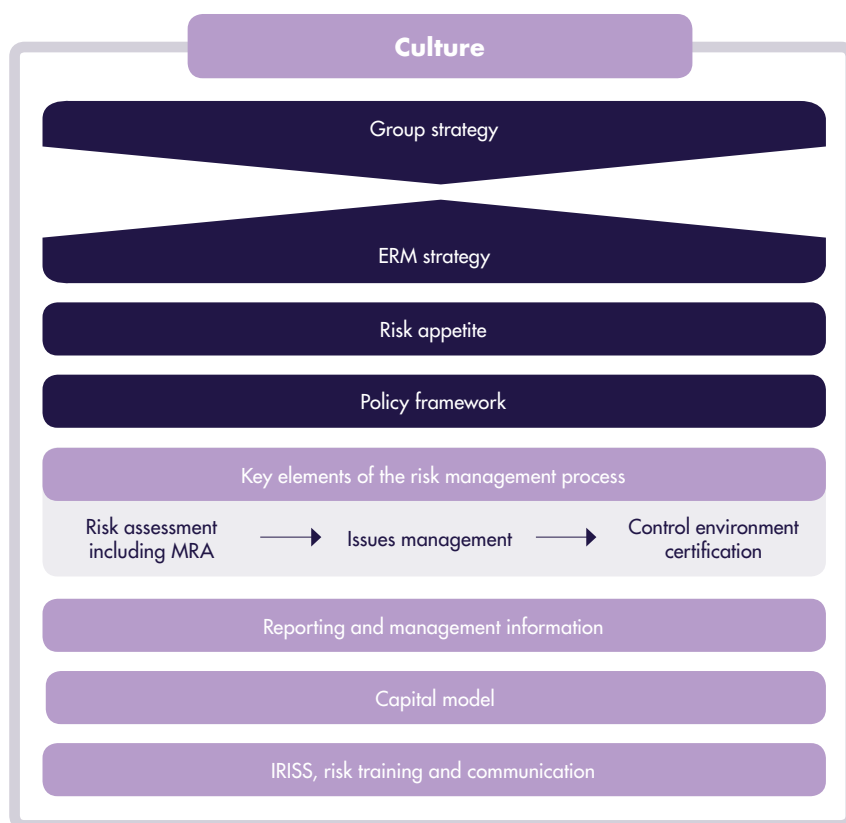 Culture
Group strategy
ERM strategy
Risk appetite
Policy framework
Key elements of the risk management process
Risk assessment
including MRA
Issues management
Control environment
certification
Reporting and management information
Capital model
IRISS, risk training and communication